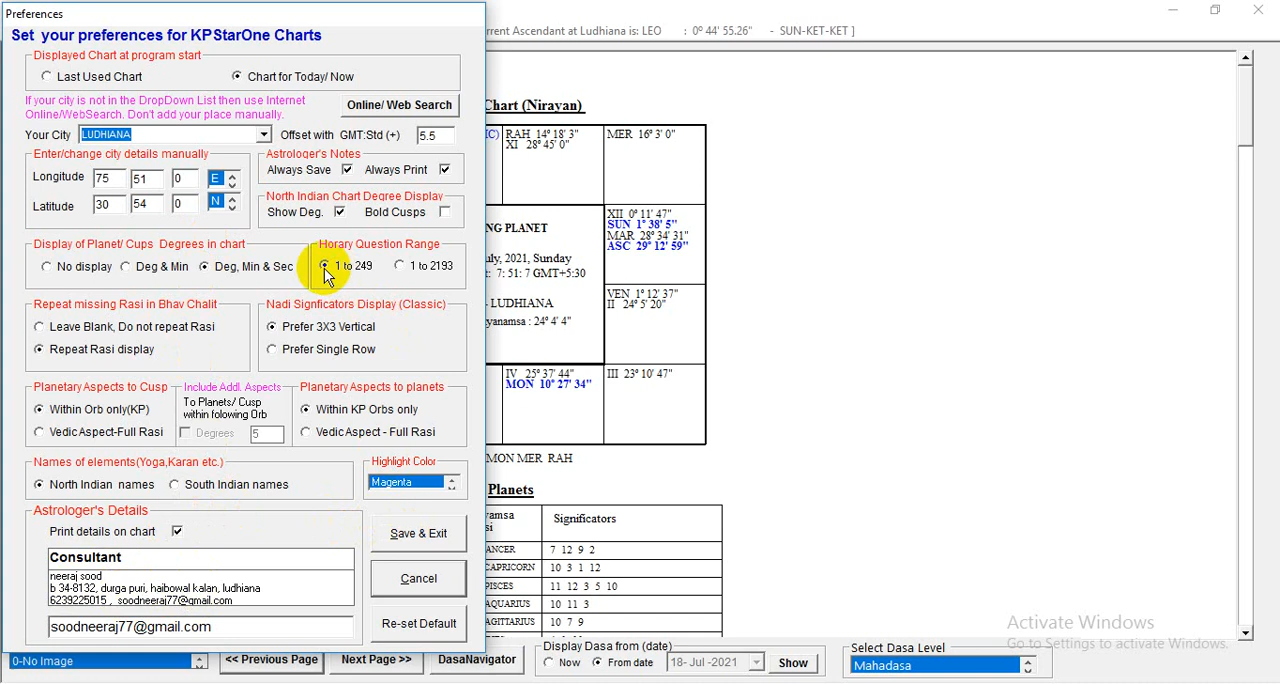 Preferences
Set your preferences for KPStarOne Charts
Displayed Chart at program start
Last Used Chart
Chart for Today/ Now
If your city is not in the DropDown List then use Internet
Online/WebSearch. Don't add your place manually.
Online/ Web Search
Your City
LUDHIANA
Offset with GMT:Std (+)
5.5
Enter/change city details manually
Longitude 75 51 0 E
Latitude 30 54 0 N
Astrologer's Notes
Always Save
Always Print
North Indian Chart Degree Display
Show Deg.
Bold Cusps
Display of Planet/ Cups Degrees in chart
No display
Deg & Min
Deg, Min & Sec
Horary Question Range
1 to 249
1 to 2193
Repeat missing Rasi in Bhav Chalit
Leave Blank, Do not repeat Rasi
Repeat Rasi display
Nadi Signficators Display (Classic)
Prefer 3X3 Vertical
Prefer Single Row
Planetary Aspects to Cusp
Within Orb only(KP)
Vedic Aspect-Full Rasi
Include Addl. Aspects
To Planets/ Cusp
within folowing Orb
Degrees
5
Planetary Aspects to planets
Within KP Orbs only
Vedic Aspect - Full Rasi
Names of elements(Yoga,Karan etc.)
North Indian names
South Indian names
Highlight Color
Magenta
Astrologer's Details
Print details on chart
Consultant
neeraj sood
b 34-8132, durga puri, haibowal kalan, ludhiana
6239225015 , soodneeraj77@gmail.com
soodneeraj77@gmail.com
Save & Exit
Cancel
Re-set Default
rrent Ascendant at Ludhiana is: LEO : 0° 44' 55.26" - SUN-KET-KET ]
Chart (Nirayan)
RAH 14° 18' 3"
XI 28° 45' 0"
MER 16° 3' 0"
XII 0° 11' 47"
SUN 1° 38' 5"
MAR 28° 34' 31"
ASC 29° 12' 59"
NG PLANET
uly, 2021, Sunday
: 7: 51: 7 GMT+5:30
LUDHIANA
yanamsa : 24° 4' 4"
VEN 1° 12' 37"
II 24° 5' 20"
IV 25° 37' 44"
MON 10° 27' 34"
III 23° 10' 47"
MON MER RAH
Planets
Significators
ANCER 7 12 9 2
CAPRICORN 10 3 1 12
PISCES 11 12 3 5 10
AQUARIUS 10 11 3
AGITTARIUS 10 7 9
0-No Image
<< Previous Page
Next Page >>
DasaNavigator
Display Dasa from (date)
Now
From date
18- Jul -2021
Show
Select Dasa Level
Mahadasa
Activate Windows
Go to Settings to activate Windows.